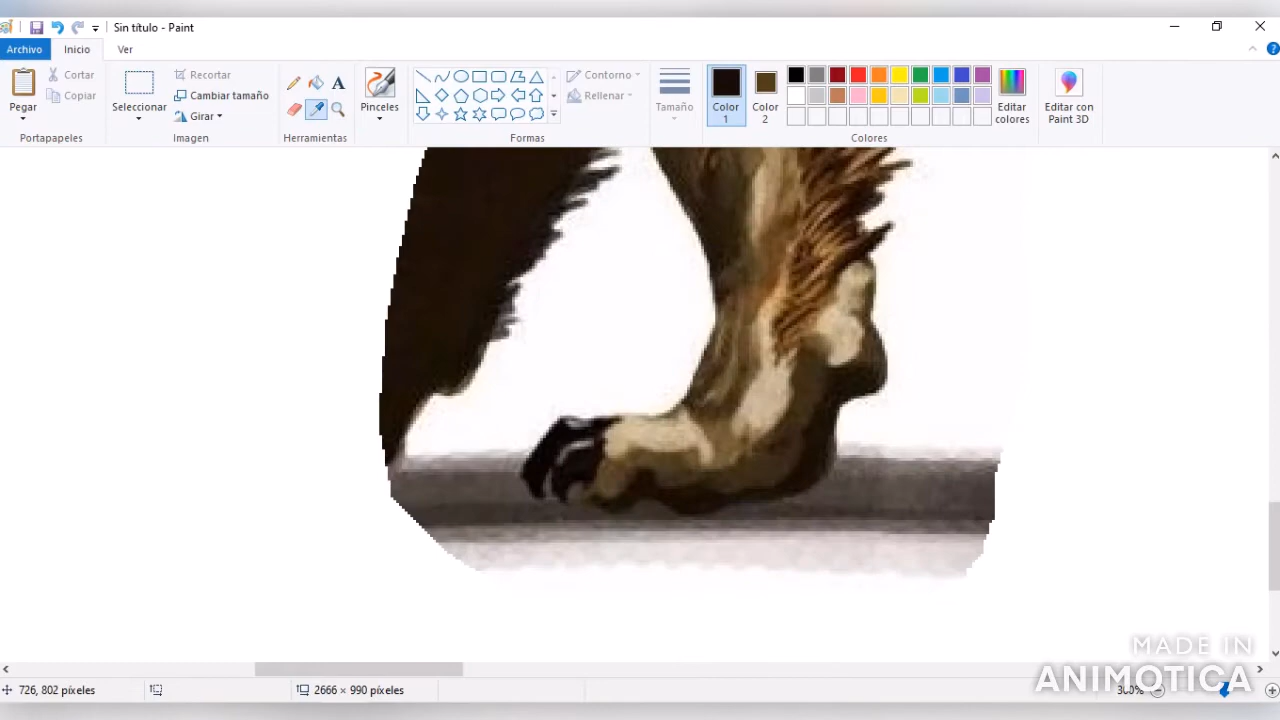 Sin título - Paint
Archivo Inicio Ver
Pegar
Cortar
Copiar
Portapapeles
Seleccionar
Recortar
Cambiar tamaño
Girar
Imagen
A
Herramientas
Pinceles
Contorno
Rellenar
Formas
Tamaño
Color 1
Color 2
Editar colores
Colores
Editar con Paint 3D
MADE IN
ANIMOTICA
726, 802 píxeles
2666 × 990 píxeles